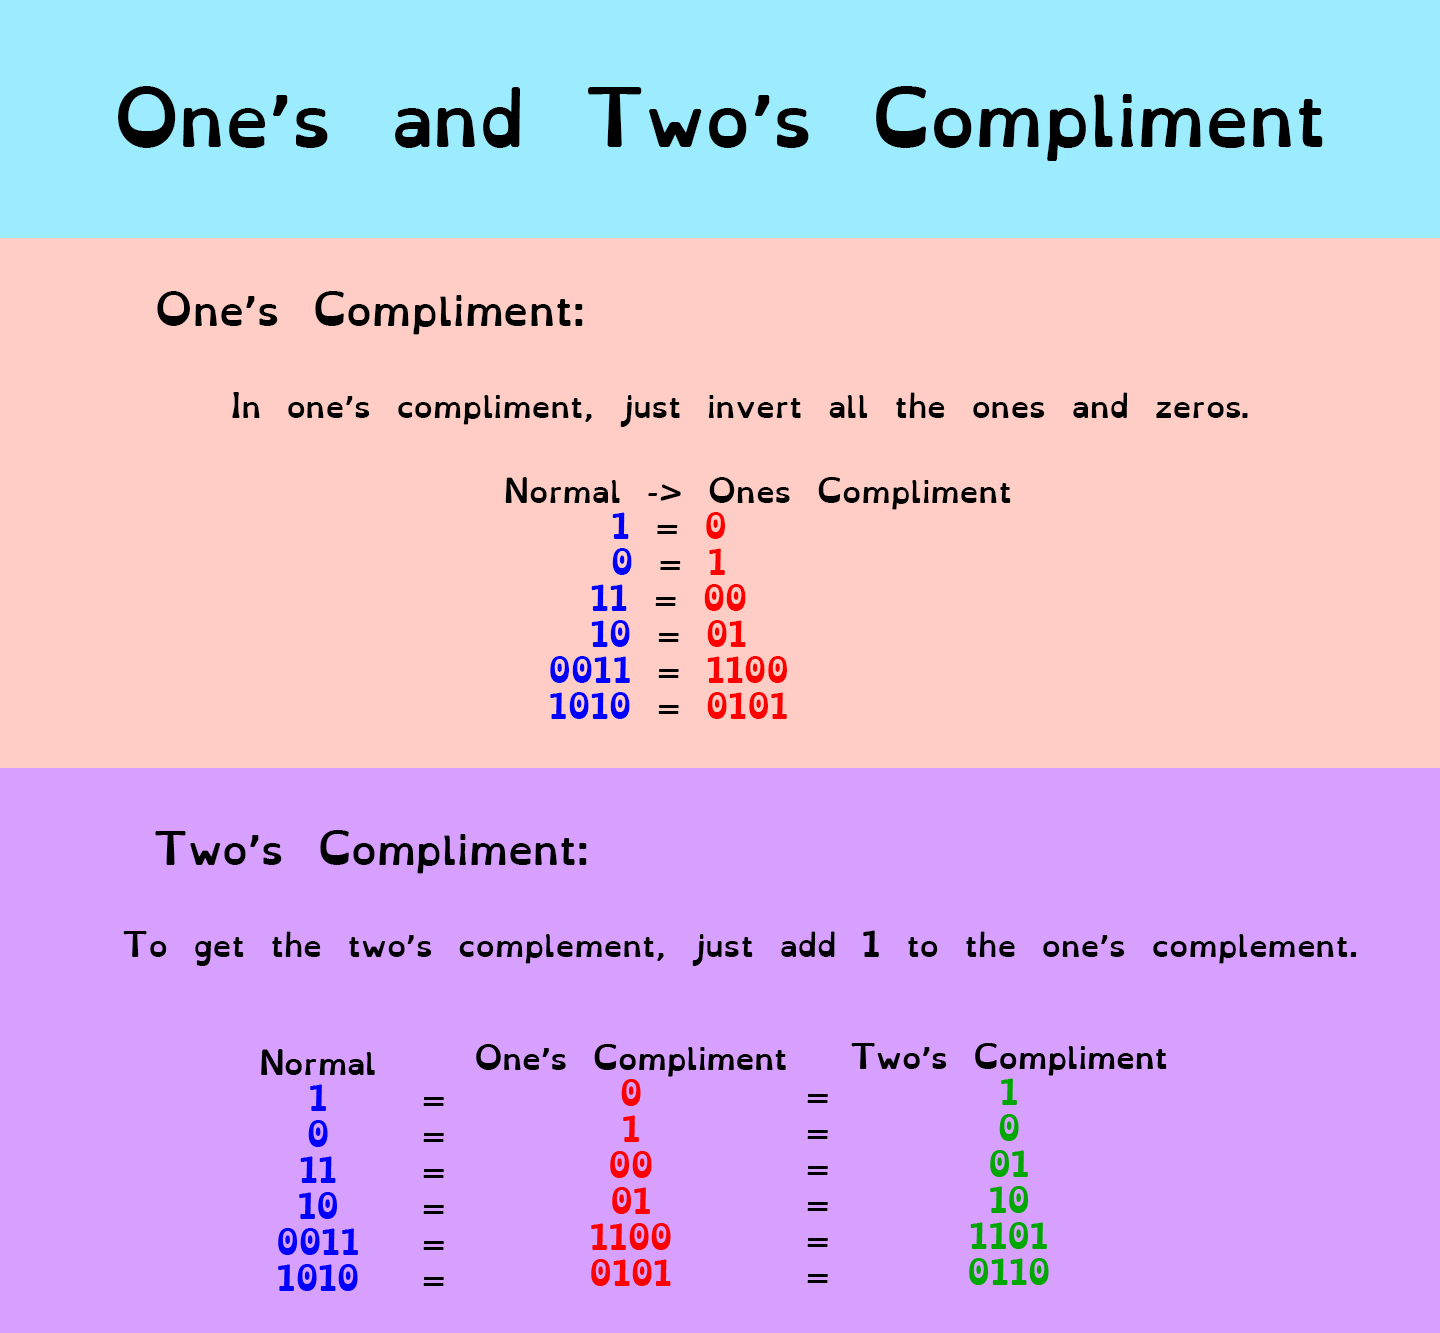 One's and Two's Compliment
One's Compliment:
In one's compliment, just invert all the ones and zeros.
Normal -> Ones Compliment
1 = 0
0 = 1
11 = 00
10 = 01
0011 = 1100
1010 = 0101
Two's Compliment:
To get the two's complement, just add 1 to the one's complement.
Normal One's Compliment Two's Compliment
1 = 0 = 1
0 = 1 = 0
11 = 00 = 01
10 = 01 = 10
0011 = 1100 = 1101
1010 = 0101 = 0110